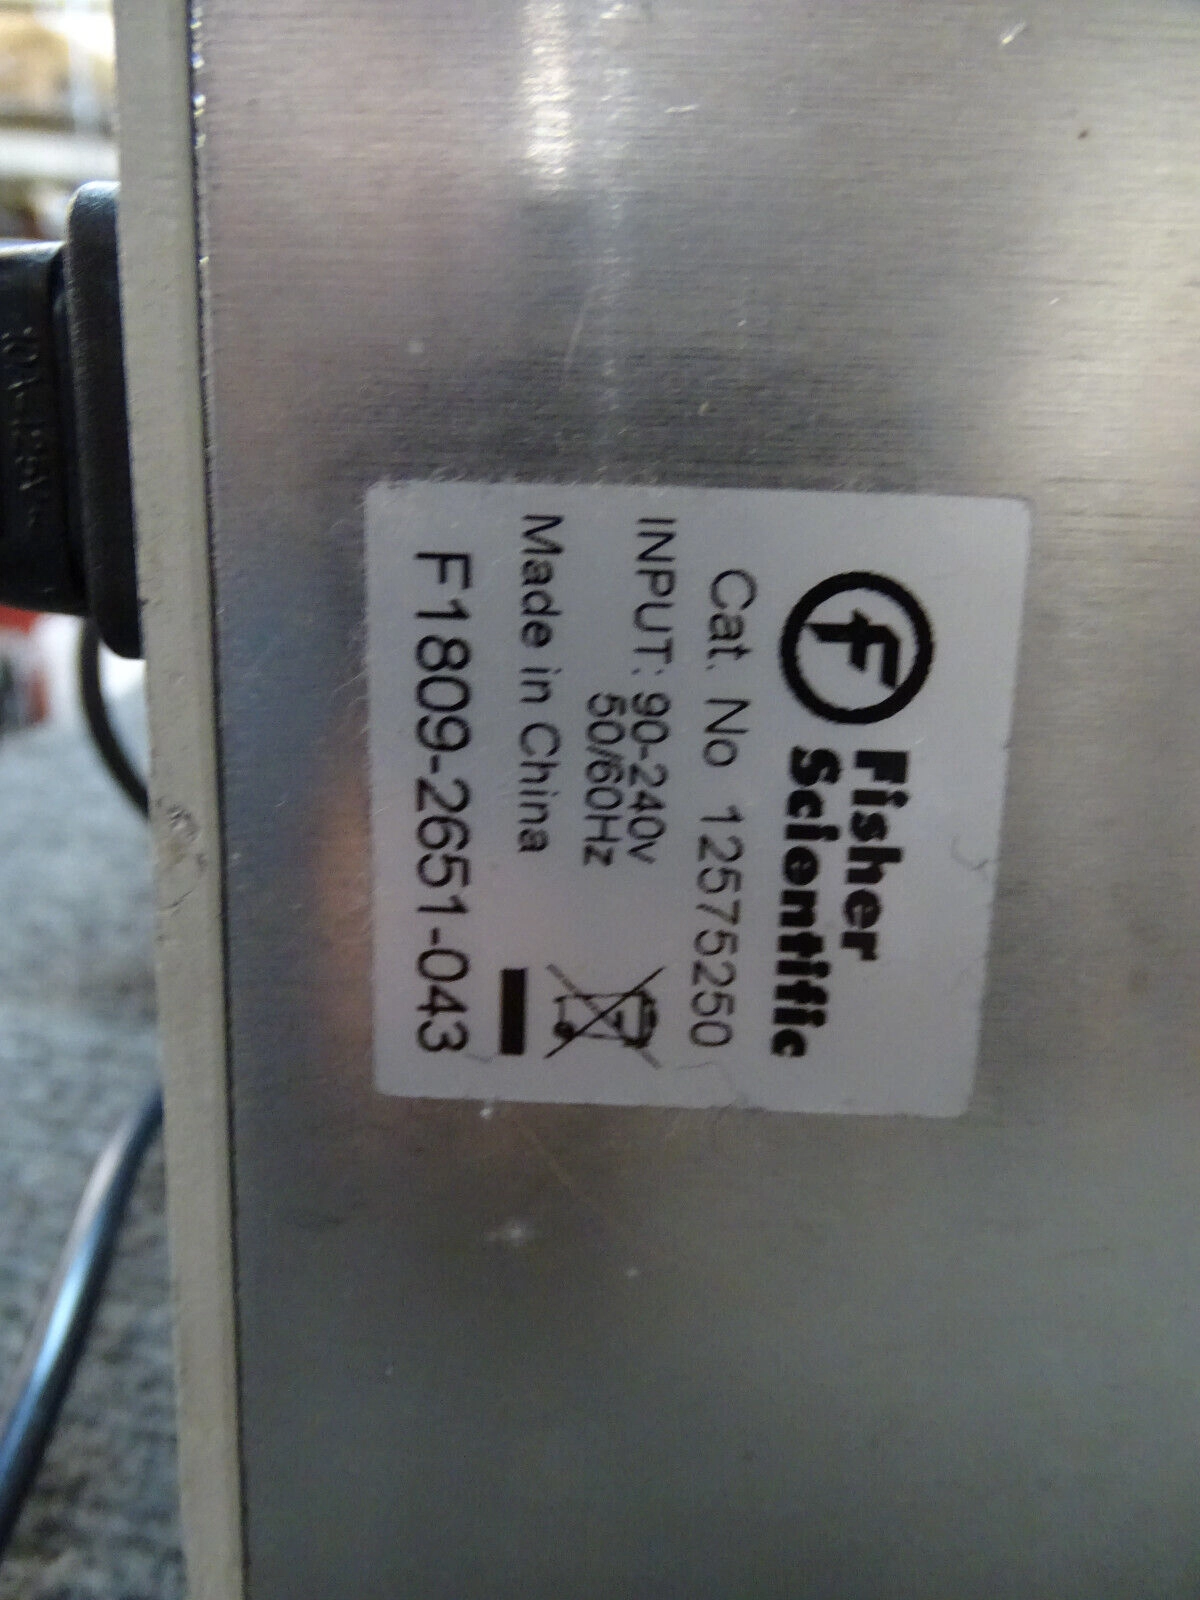 Fisher
Scientific
Cat. No 12575250
INPUT: 90-240v
50/60Hz
Made in China
F1809-2651-043